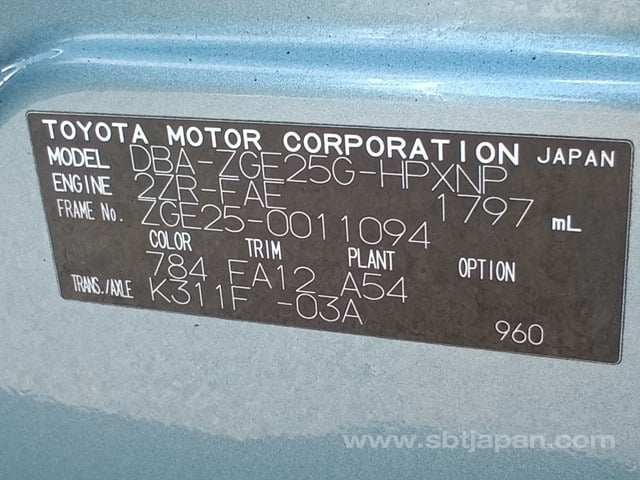 TOYOTA MOTOR CORPORATION JAPAN
MODEL DBA-ZGE25G-HPXNP
ENGINE 2ZR-FAE 1797 mL
FRAME No. ZGE25-0011094
COLOR TRIM PLANT OPTION
784 FA12 A54
TRANS./AXLE K311F -03A
960
www.sbtjapan.com